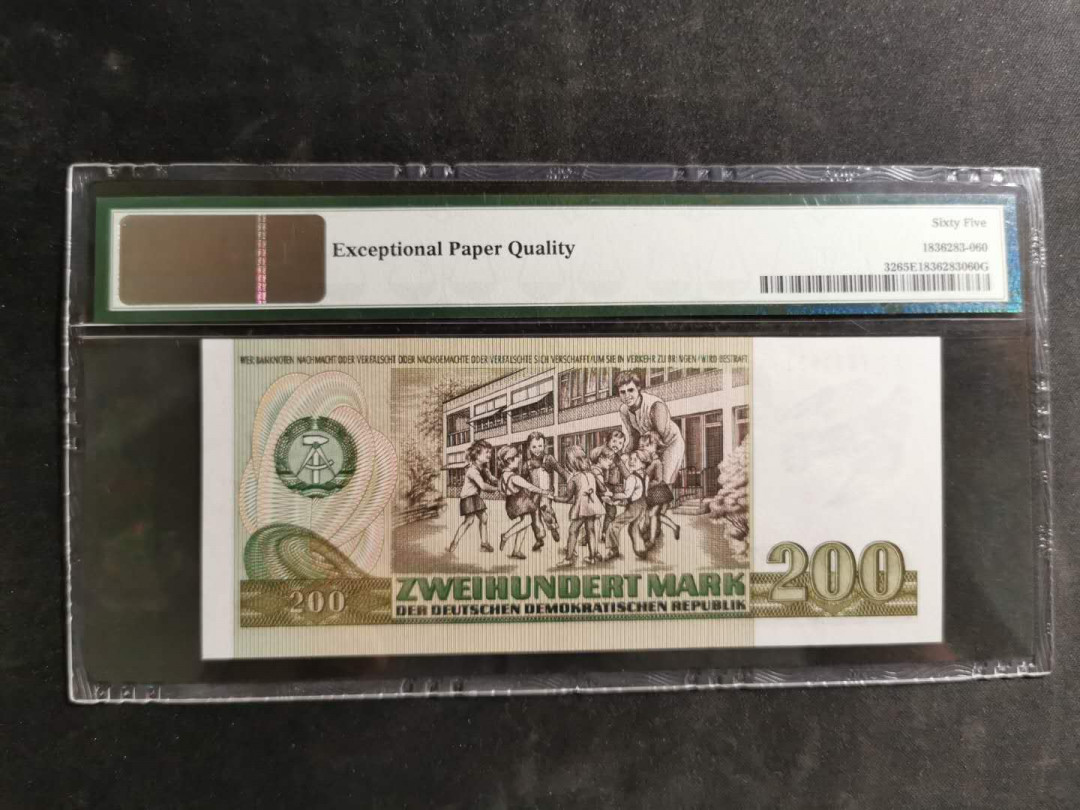 Exceptional Paper Quality
Sixty Five
1836283-060
3265E1836283060G
WER BANKNOTEN NACHMACHT ODER VERFÄLSCHT ODER NACHGEMACHTE ODER VERFÄLSCHTE SICH VERSCHAFFT/UM SIE IN VERKEHR ZU BRINGEN/WIRD BESTRAFT
ZWEIHUNDERT MARK
DER DEUTSCHEN DEMOKRATISCHEN REPUBLIK
200
200